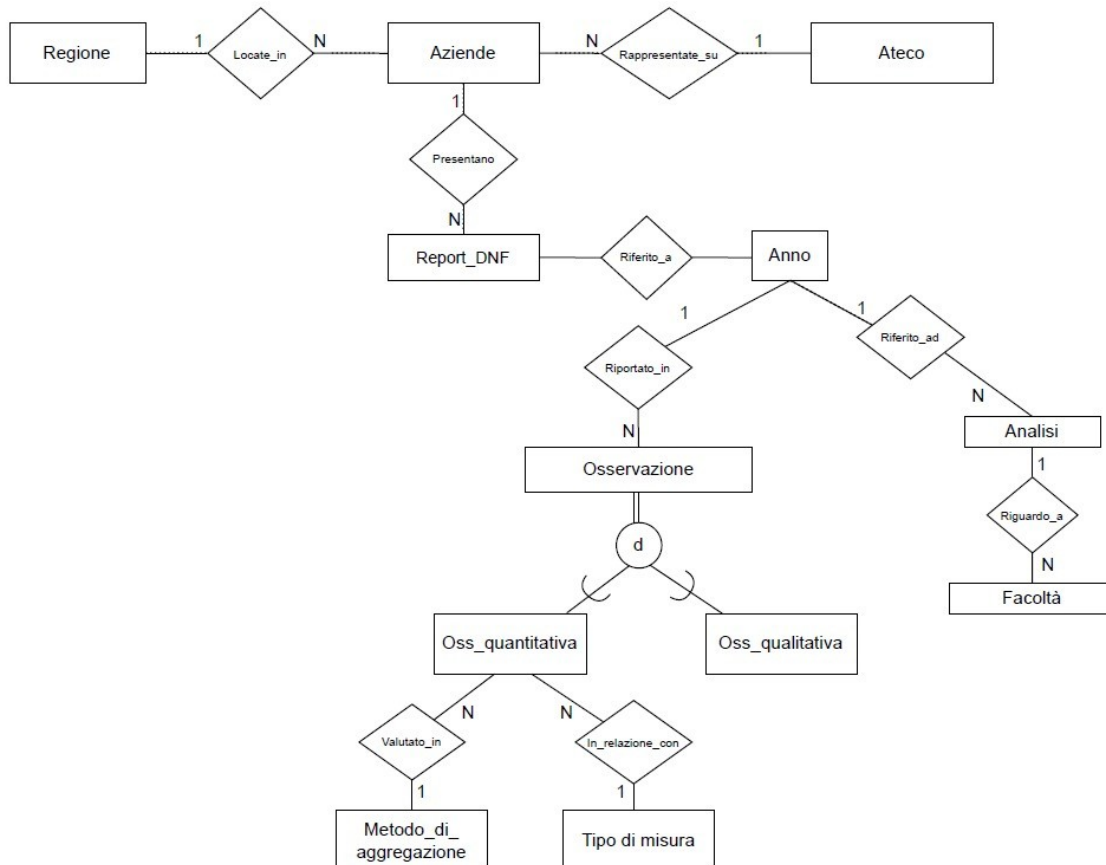 Regione
1
Locate_in
N
Aziende
N
Rappresentate_su
1
Ateco
1
Presentano
N
Report_DNF
Riferito_a
Anno
1
1
Riferito_ad
Riportato_in
N
N
Analisi
Osservazione
1
Riguardo_a
d
N
Facoltà
Oss_quantitativa
Oss_qualitativa
N
N
Valutato_in
In_relazione_con
1
1
Metodo_di_
aggregazione
Tipo di misura